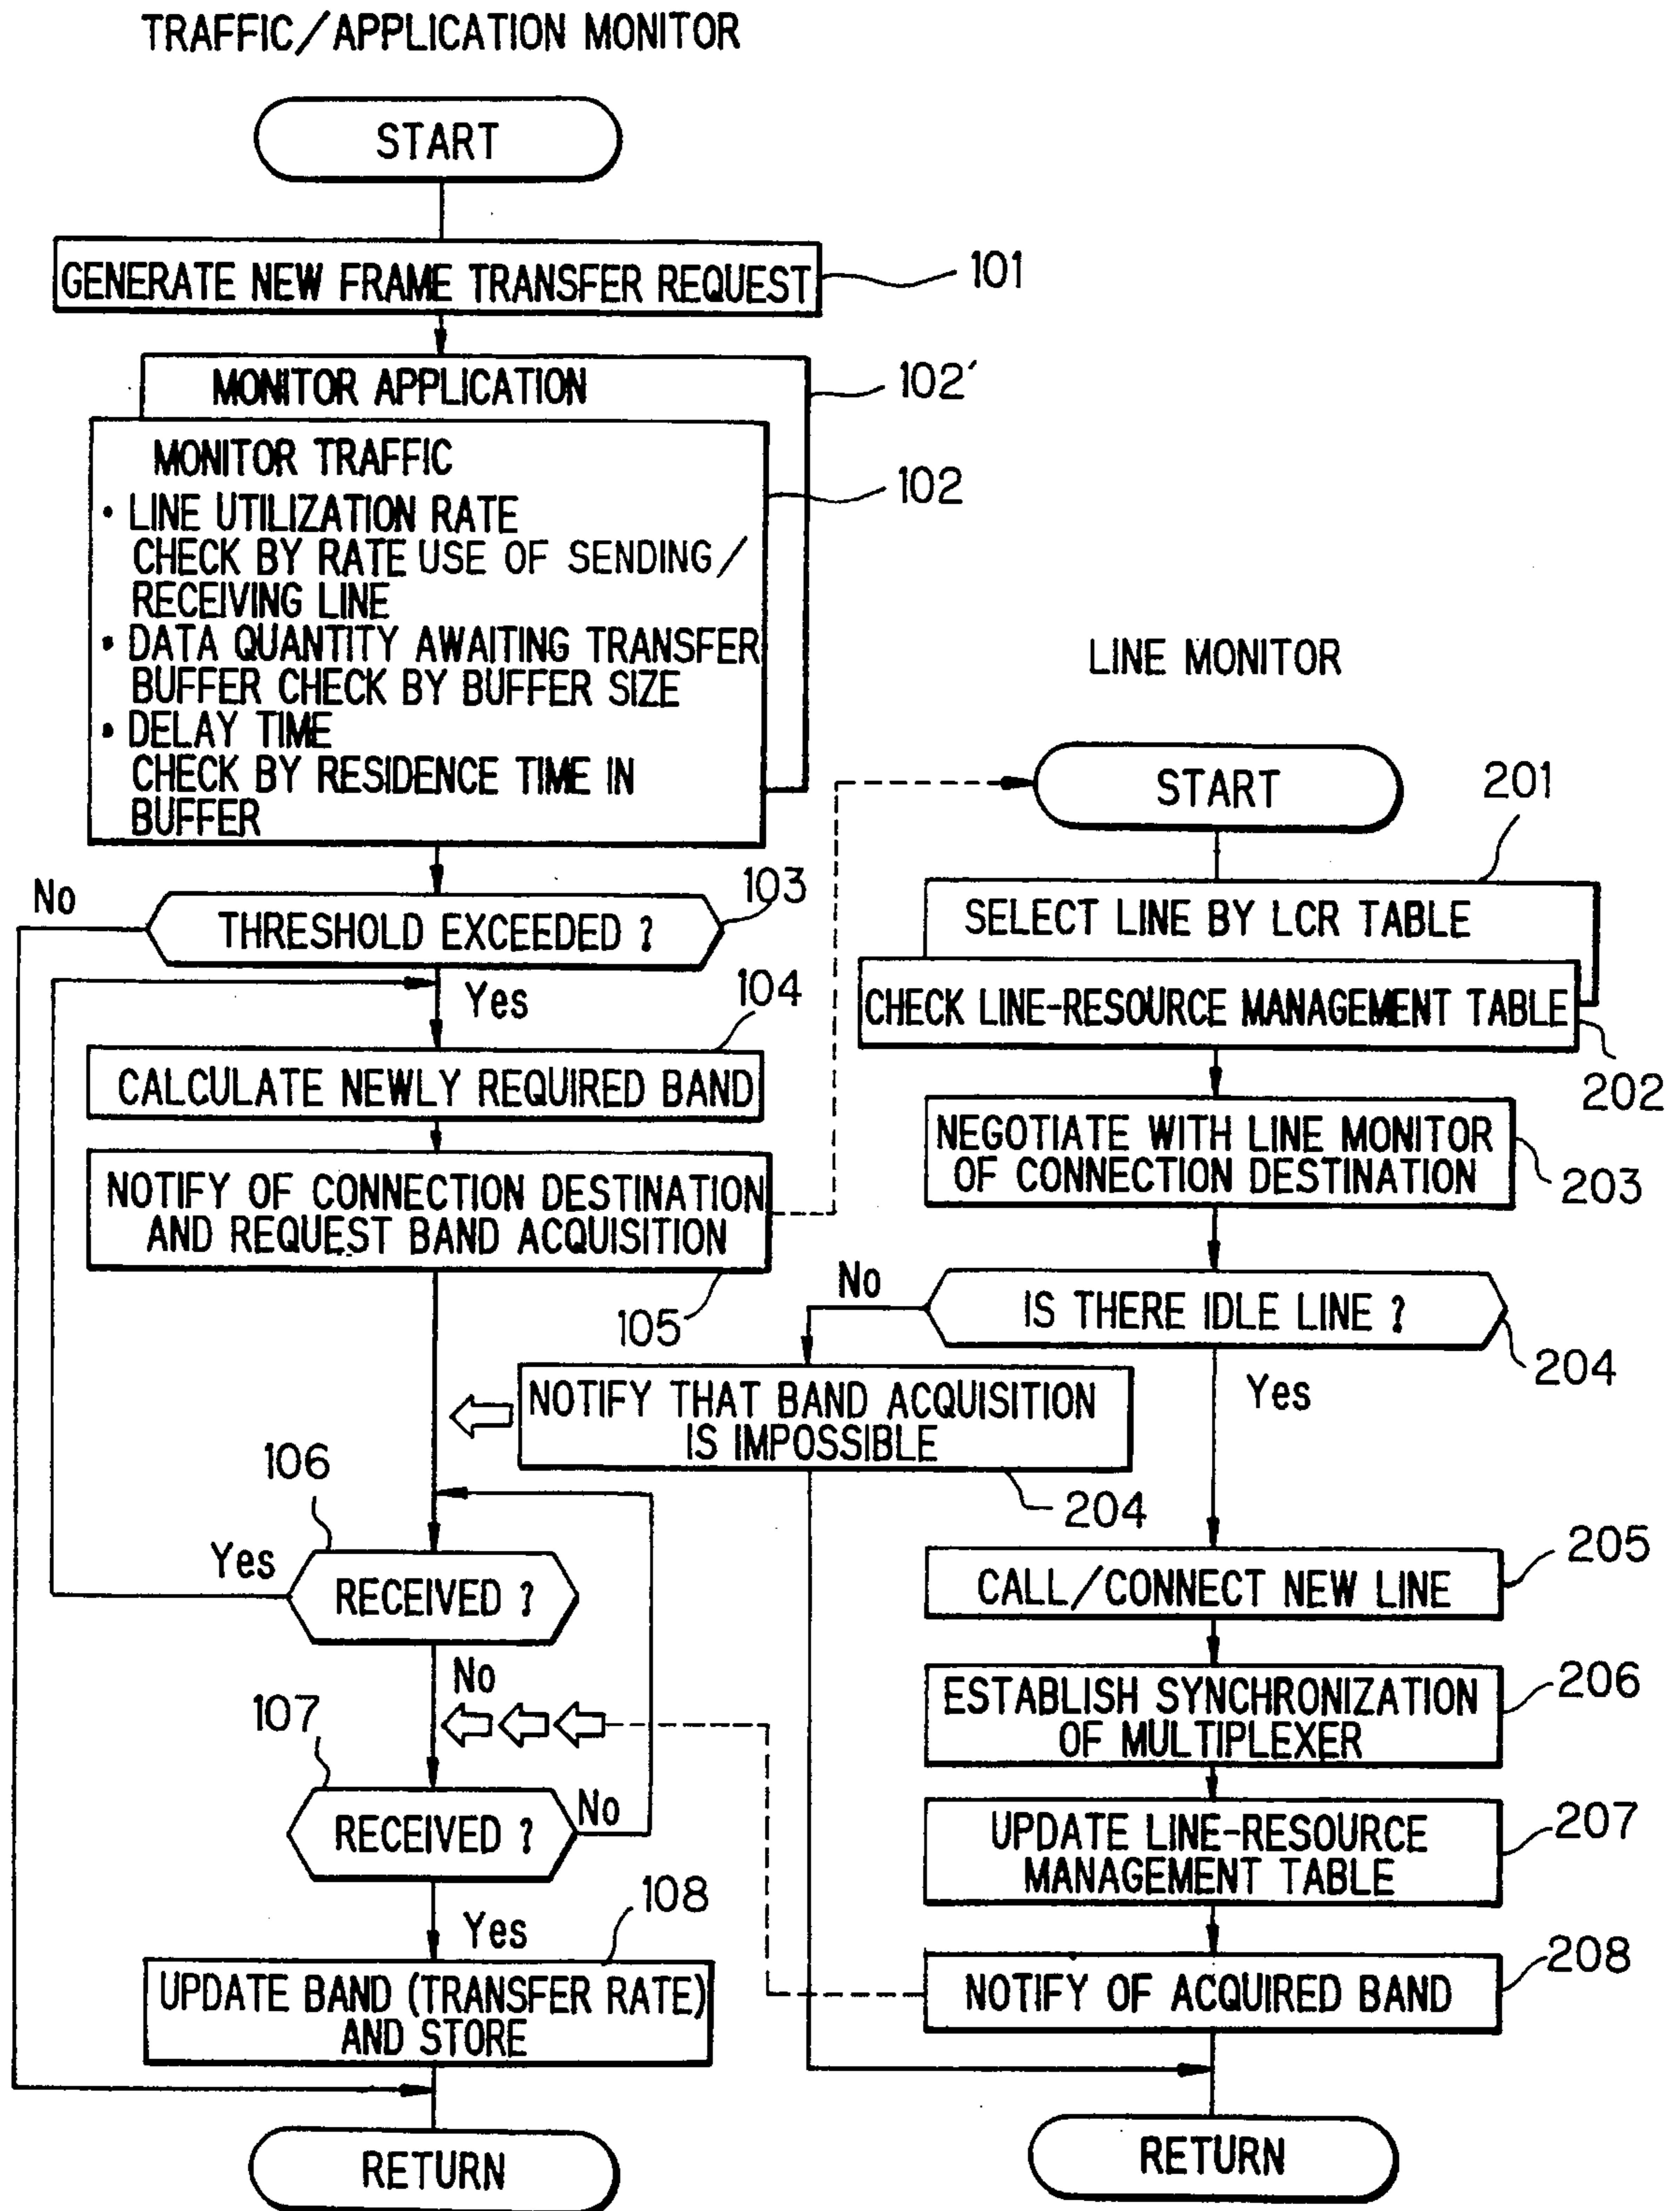 TRAFFIC/APPLICATION MONITOR
START
GENERATE NEW FRAME TRANSFER REQUEST
101
MONITOR APPLICATION
102'
MONITOR TRAFFIC
• LINE UTILIZATION RATE
CHECK BY RATE USE OF SENDING/
RECEIVING LINE
• DATA QUANTITY AWAITING TRANSFER
BUFFER CHECK BY BUFFER SIZE
• DELAY TIME
CHECK BY RESIDENCE TIME IN
BUFFER
102
No
THRESHOLD EXCEEDED ?
103
Yes
104
CALCULATE NEWLY REQUIRED BAND
NOTIFY OF CONNECTION DESTINATION
AND REQUEST BAND ACQUISITION
105
106
Yes
RECEIVED ?
No
107
RECEIVED ?
No
Yes
108
UPDATE BAND (TRANSFER RATE)
AND STORE
RETURN
LINE MONITOR
START
201
SELECT LINE BY LCR TABLE
CHECK LINE-RESOURCE MANAGEMENT TABLE
202
NEGOTIATE WITH LINE MONITOR
OF CONNECTION DESTINATION
203
No
IS THERE IDLE LINE ?
204
Yes
NOTIFY THAT BAND ACQUISITION
IS IMPOSSIBLE
204
CALL/CONNECT NEW LINE
205
ESTABLISH SYNCHRONIZATION
OF MULTIPLEXER
206
UPDATE LINE-RESOURCE
MANAGEMENT TABLE
207
NOTIFY OF ACQUIRED BAND
208
RETURN